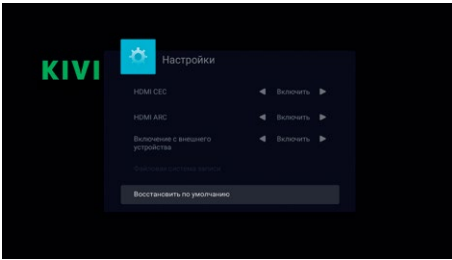 KIVI
Настройки
HDMI CEC
Включить
HDMI ARC
Включить
Включение с внешнего
устройства
Включить
Восстановить по умолчанию